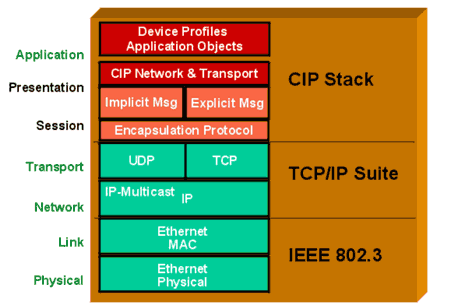 Device Profiles
Application Objects
Application
CIP Network & Transport
CIP Stack
Presentation
Implicit Msg Explicit Msg
Session
Encapsulation Protocol
Transport
UDP TCP
TCP/IP Suite
IP-Multicast IP
Network
Ethernet
MAC
Link
IEEE 802.3
Ethernet
Physical
Physical